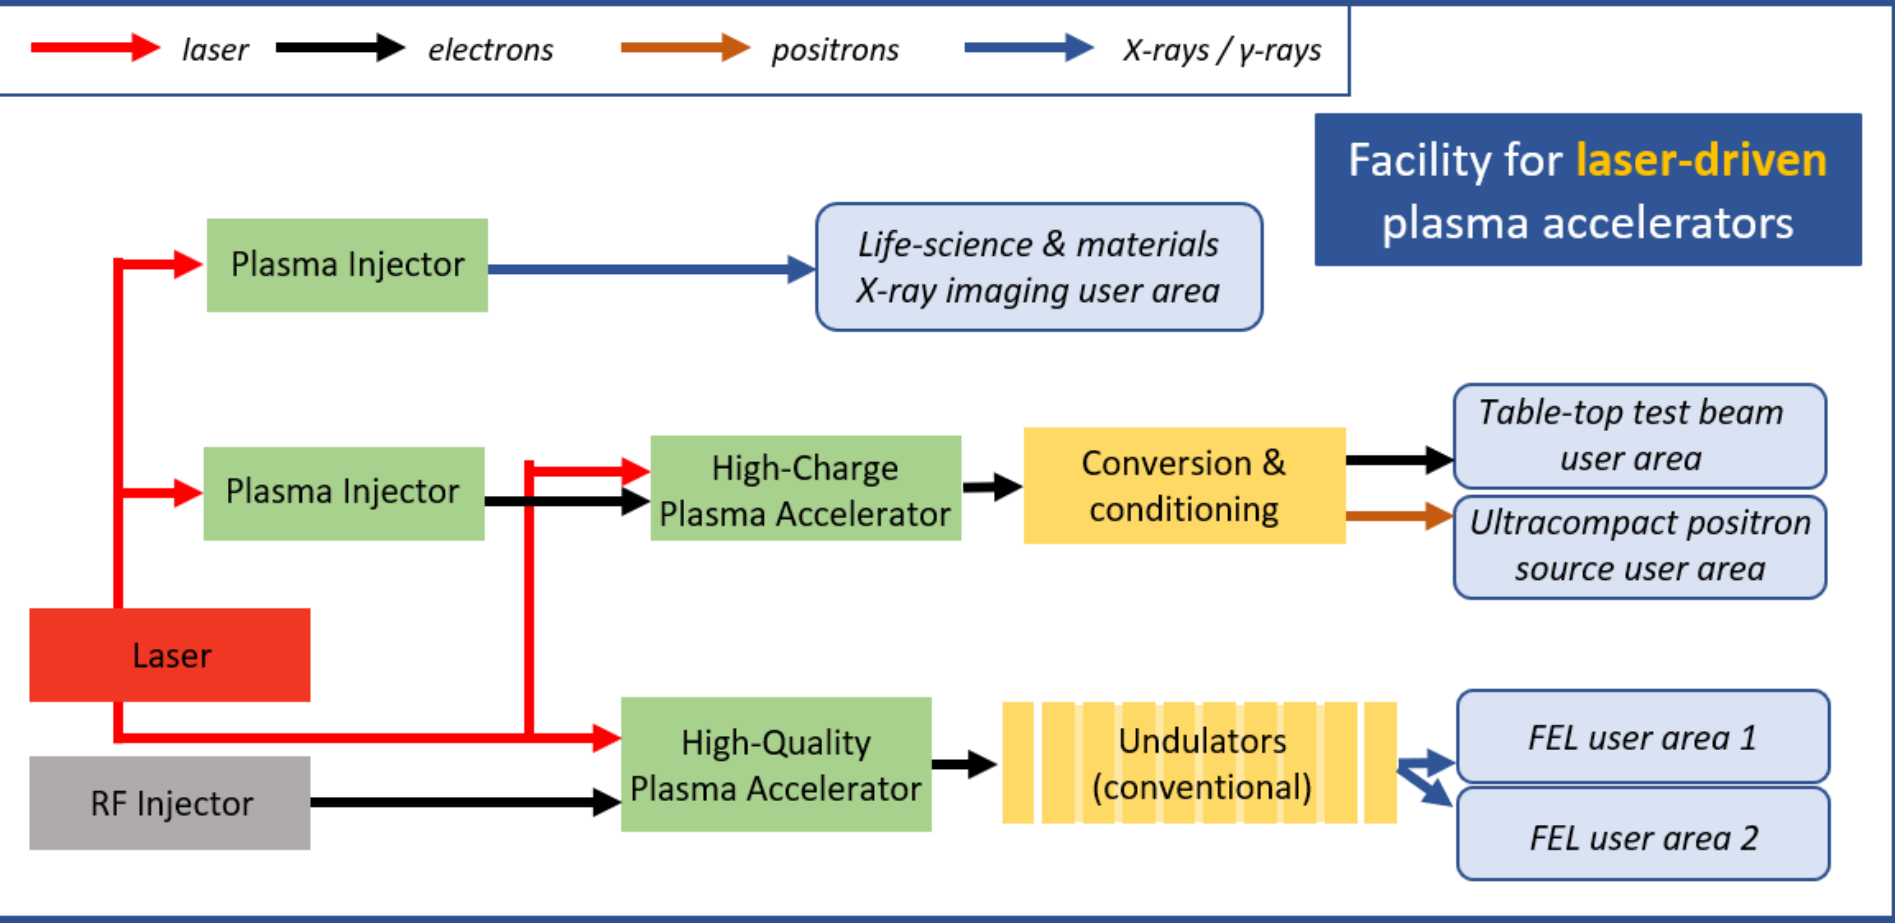 laser
electrons
positrons
X-rays / γ-rays
Facility for laser-driven
plasma accelerators
Plasma Injector
Life-science & materials
X-ray imaging user area
Plasma Injector
High-Charge
Plasma Accelerator
Conversion &
conditioning
Table-top test beam
user area
Ultracompact positron
source user area
Laser
RF Injector
High-Quality
Plasma Accelerator
Undulators
(conventional)
FEL user area 1
FEL user area 2